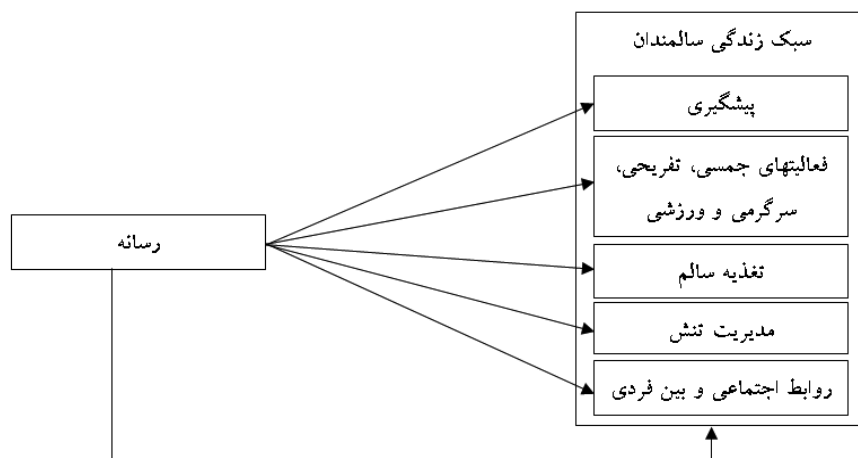 سبک زندگی سالمندان
پیشگیری
فعالیتهای جمسی، تفریحی،
سرگرمی و ورزشی
رسانه
تغذیه سالم
مدیریت تنش
روابط اجتماعی و بین فردی